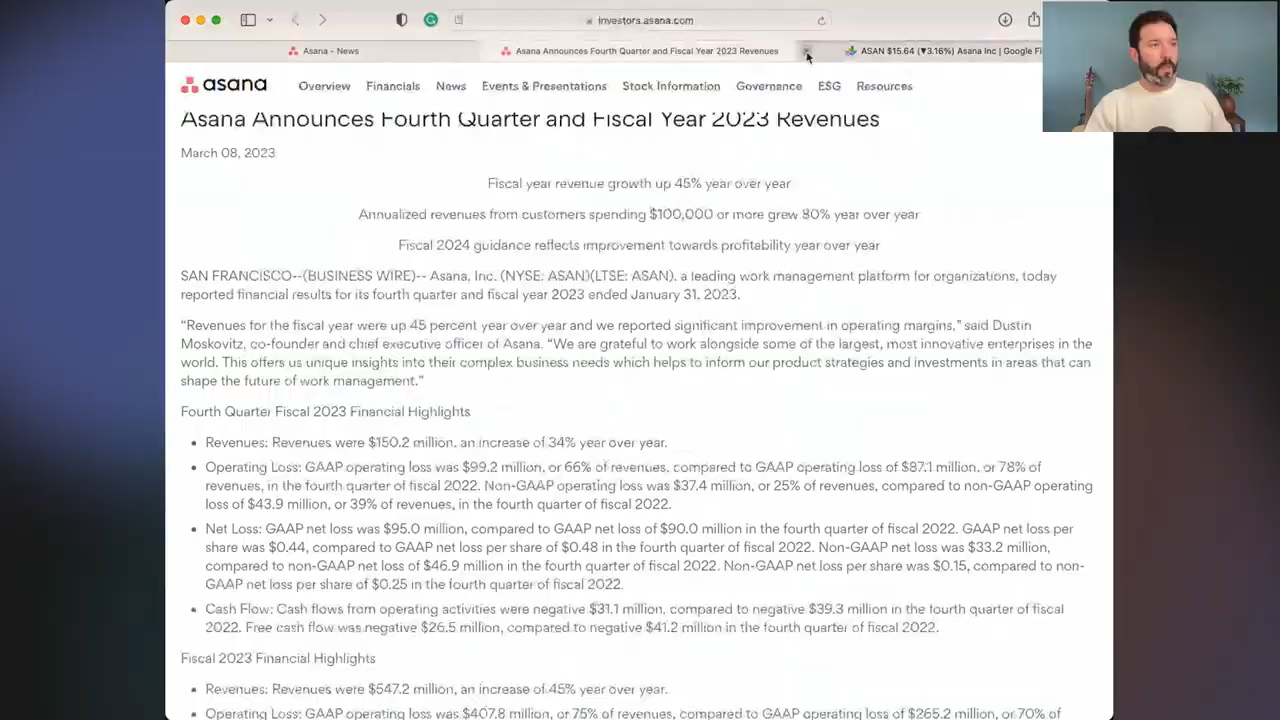 investors.asana.com
Asana - News
Asana Announces Fourth Quarter and Fiscal Year 2023 Revenues
ASAN $15.64 (▼3.16%) Asana Inc | Google Fi
asana
Overview
Financials
News
Events & Presentations
Stock Information
Governance
ESG
Resources
Asana Announces Fourth Quarter and Fiscal Year 2023 Revenues
March 08, 2023
Fiscal year revenue growth up 45% year over year
Annualized revenues from customers spending $100,000 or more grew 80% year over year
Fiscal 2024 guidance reflects improvement towards profitability year over year
SAN FRANCISCO--(BUSINESS WIRE)-- Asana, Inc. (NYSE: ASAN)(LTSE: ASAN), a leading work management platform for organizations, today
reported financial results for its fourth quarter and fiscal year 2023 ended January 31, 2023.
“Revenues for the fiscal year were up 45 percent year over year and we reported significant improvement in operating margins,” said Dustin
Moskovitz, co-founder and chief executive officer of Asana. “We are grateful to work alongside some of the largest, most innovative enterprises in the
world. This offers us unique insights into their complex business needs which helps to inform our product strategies and investments in areas that can
shape the future of work management.”
Fourth Quarter Fiscal 2023 Financial Highlights
• Revenues: Revenues were $150.2 million, an increase of 34% year over year.
• Operating Loss: GAAP operating loss was $99.2 million, or 66% of revenues, compared to GAAP operating loss of $87.1 million, or 78% of
revenues, in the fourth quarter of fiscal 2022. Non-GAAP operating loss was $37.4 million, or 25% of revenues, compared to non-GAAP operating
loss of $43.9 million, or 39% of revenues, in the fourth quarter of fiscal 2022.
• Net Loss: GAAP net loss was $95.0 million, compared to GAAP net loss of $90.0 million in the fourth quarter of fiscal 2022. GAAP net loss per
share was $0.44, compared to GAAP net loss per share of $0.48 in the fourth quarter of fiscal 2022. Non-GAAP net loss was $33.2 million,
compared to non-GAAP net loss of $46.9 million in the fourth quarter of fiscal 2022. Non-GAAP net loss per share was $0.15, compared to non-
GAAP net loss per share of $0.25 in the fourth quarter of fiscal 2022.
• Cash Flow: Cash flows from operating activities were negative $31.1 million, compared to negative $39.3 million in the fourth quarter of fiscal
2022. Free cash flow was negative $26.5 million, compared to negative $41.2 million in the fourth quarter of fiscal 2022.
Fiscal 2023 Financial Highlights
• Revenues: Revenues were $547.2 million, an increase of 45% year over year.
• Operating Loss: GAAP operating loss was $407.8 million, or 75% of revenues, compared to GAAP operating loss of $265.2 million, or 70% of